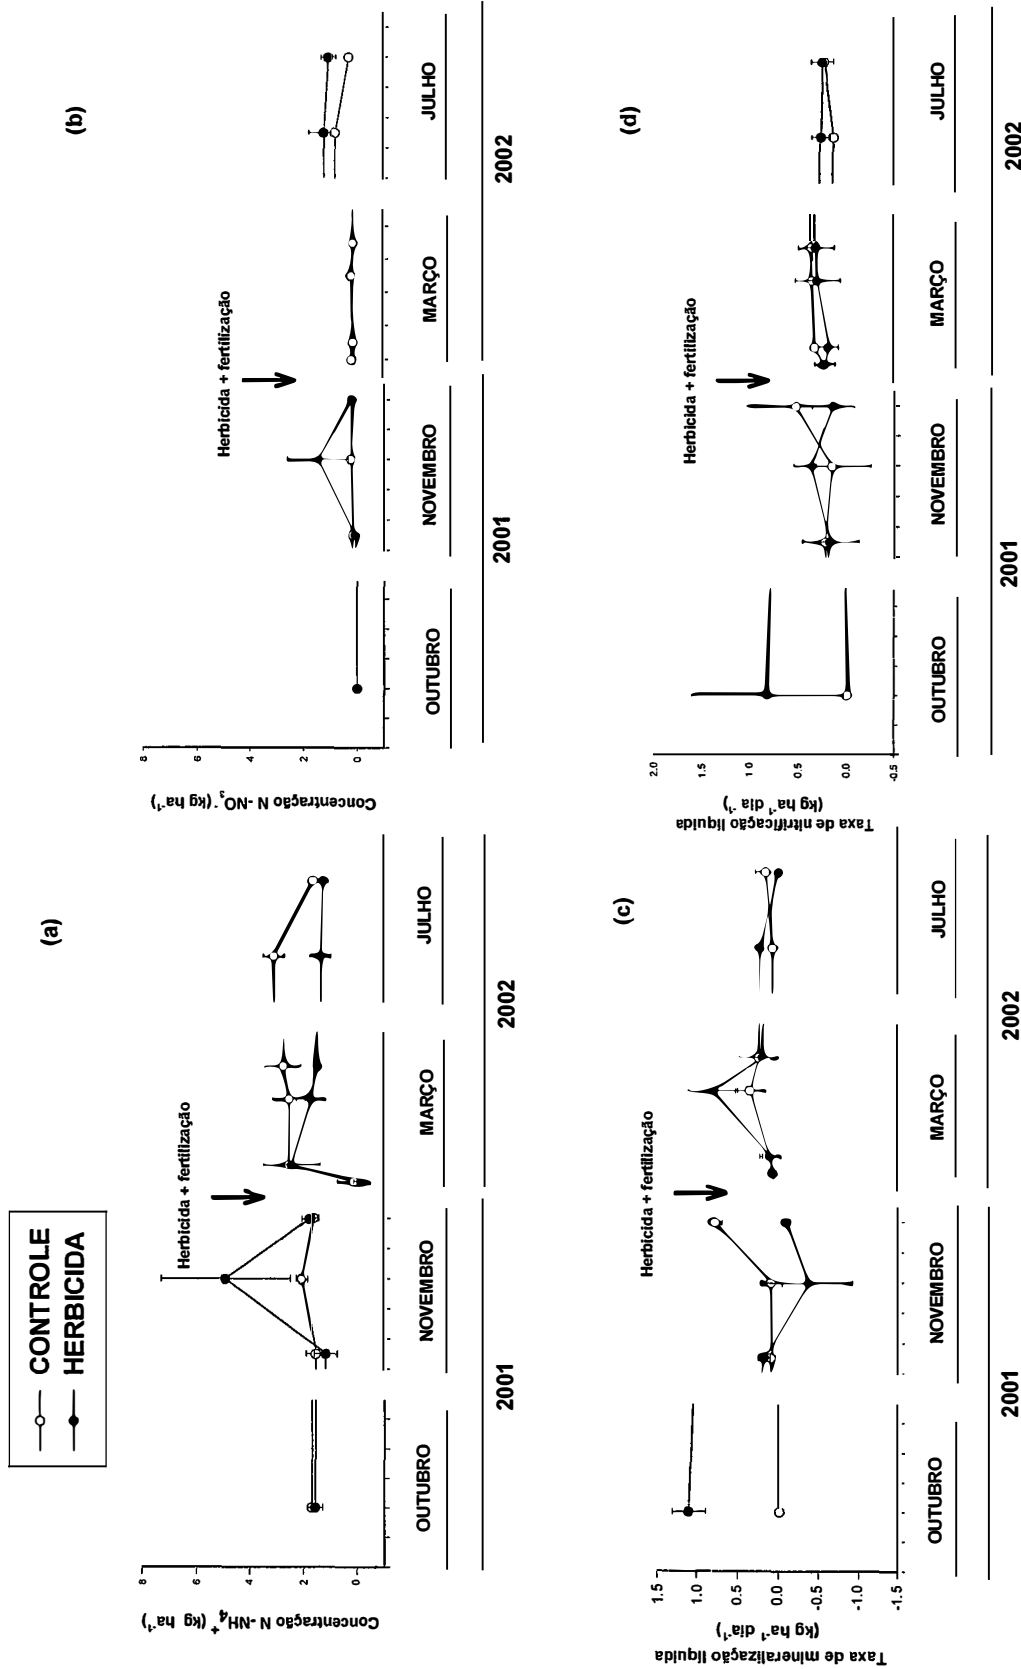 CONTROLE
HERBICIDA
(a)
Concentração N -NH4+ (kg ha-1)
8
6
4
2
0
Herbicida + fertilização
OUTUBRO
NOVEMBRO
MARÇO
JULHO
2001
2002
(b)
Concentração N -NO3- (kg ha-1)
8
6
4
2
0
Herbicida + fertilização
OUTUBRO
NOVEMBRO
MARÇO
JULHO
2001
2002
(c)
Taxa de mineralização líquida
(kg ha-1 dia-1)
1.5
1.0
0.5
0.0
-0.5
-1.0
-1.5
Herbicida + fertilização
OUTUBRO
NOVEMBRO
MARÇO
JULHO
2001
2002
(d)
Taxa de nitrificação líquida
(kg ha-1 dia-1)
2.0
1.5
1.0
0.5
0.0
-0.5
Herbicida + fertilização
OUTUBRO
NOVEMBRO
MARÇO
JULHO
2001
2002